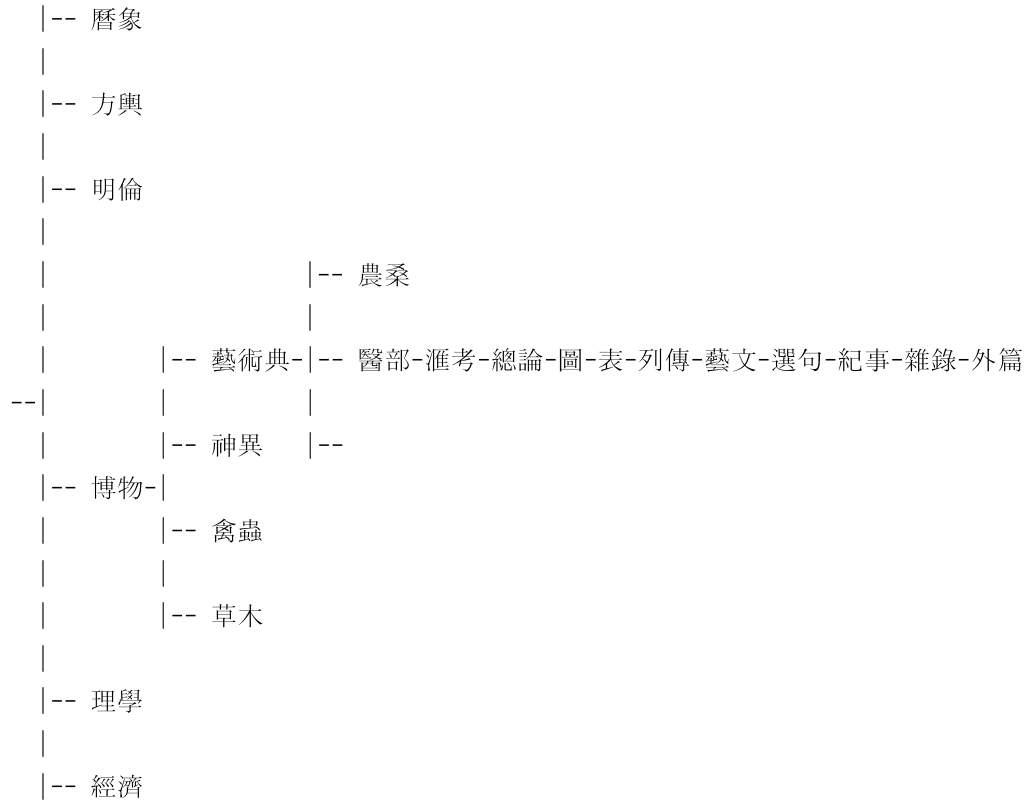 |-- 曆象
|
|-- 方輿
|
|-- 明倫
|
| |-- 農桑
| |
| |-- 藝術典-|-- 醫部-滙考-總論-圖-表-列傳-藝文-選句-紀事-雜錄-外篇
--| | |
| |-- 神異 |--
|-- 博物-|
| |-- 禽蟲
| |
| |-- 草木
|
|-- 理學
|
|-- 經濟